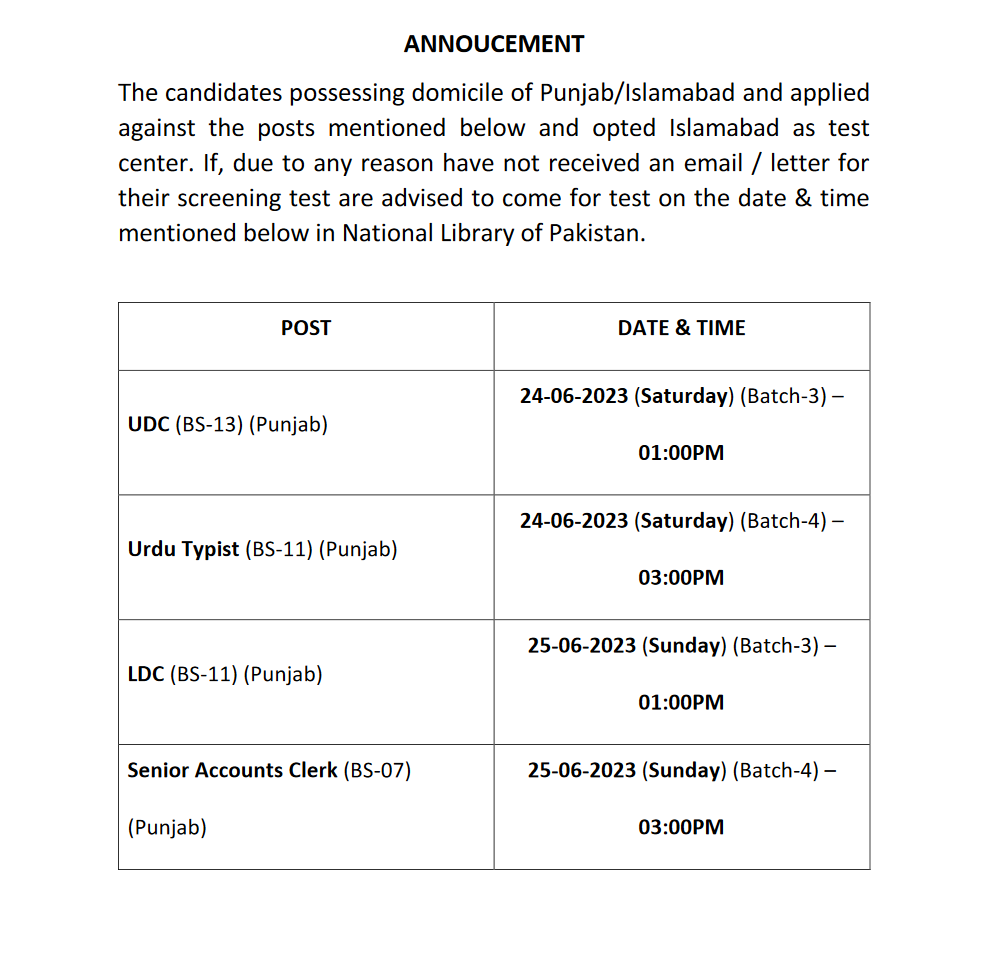 ANNOUCEMENT
The candidates possessing domicile of Punjab/Islamabad and applied
against the posts mentioned below and opted Islamabad as test
center. If, due to any reason have not received an email / letter for
their screening test are advised to come for test on the date & time
mentioned below in National Library of Pakistan.
POST
DATE & TIME
UDC (BS-13) (Punjab)
24-06-2023 (Saturday) (Batch-3) –
01:00PM
Urdu Typist (BS-11) (Punjab)
24-06-2023 (Saturday) (Batch-4) –
03:00PM
LDC (BS-11) (Punjab)
25-06-2023 (Sunday) (Batch-3) –
01:00PM
Senior Accounts Clerk (BS-07)
(Punjab)
25-06-2023 (Sunday) (Batch-4) –
03:00PM